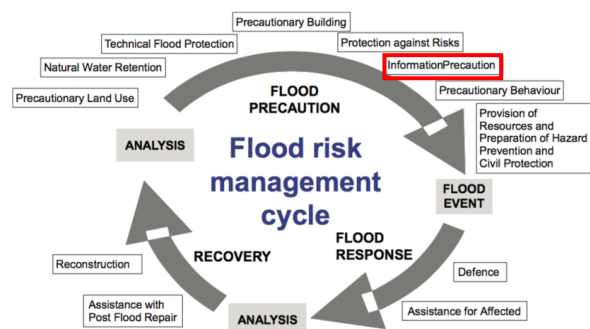 Precautionary Building
Technical Flood Protection
Protection against Risks
Natural Water Retention
InformationPrecaution
Precautionary Land Use
FLOOD
PRECAUTION
Precautionary Behaviour
Provision of
Resources and
Preparation of Hazard
Prevention and
Civil Protection
ANALYSIS
Flood risk
management
cycle
FLOOD
EVENT
RECOVERY
FLOOD
RESPONSE
Reconstruction
Defence
Assistance with
Post Flood Repair
ANALYSIS
Assistance for Affected